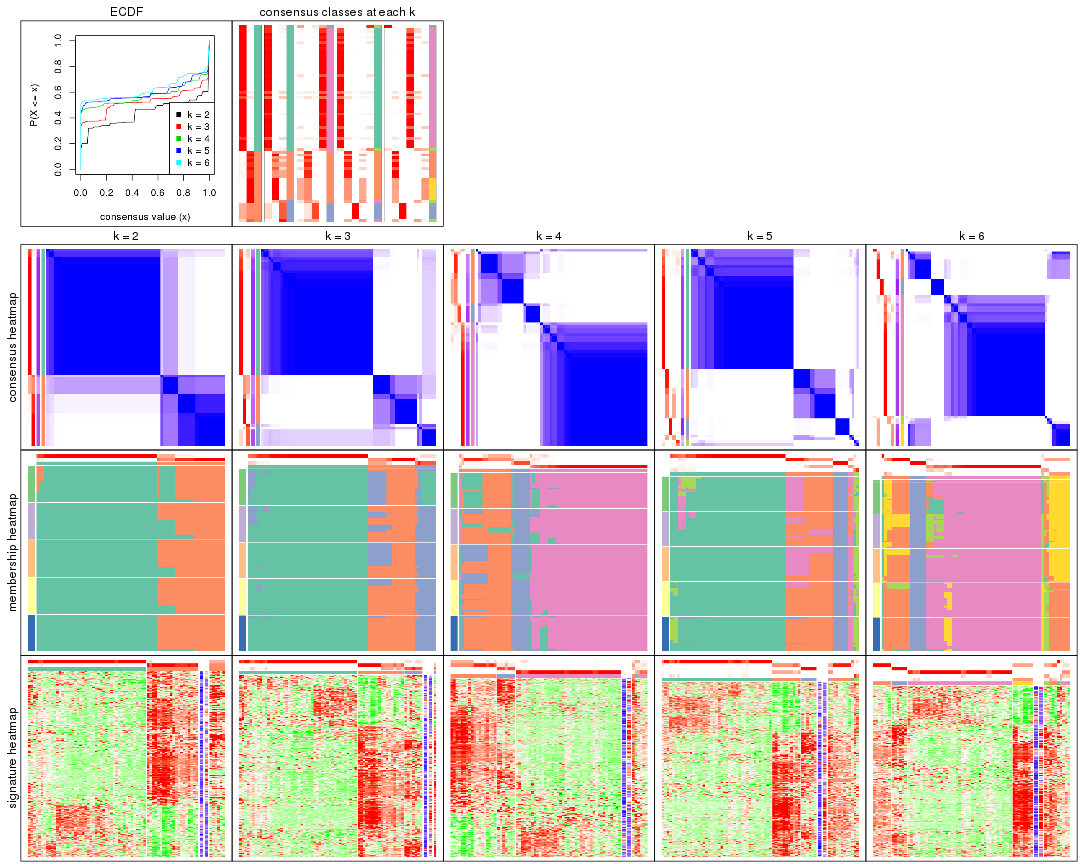 ECDF
consensus classes at each k
P(X <= x)
1.0
0.8
0.6
0.4
0.2
0.0
k = 2
k = 3
k = 4
k = 5
k = 6
0.0 0.2 0.4 0.6 0.8 1.0
consensus value (x)
k = 2
k = 3
k = 4
k = 5
k = 6
consensus heatmap
membership heatmap
signature heatmap